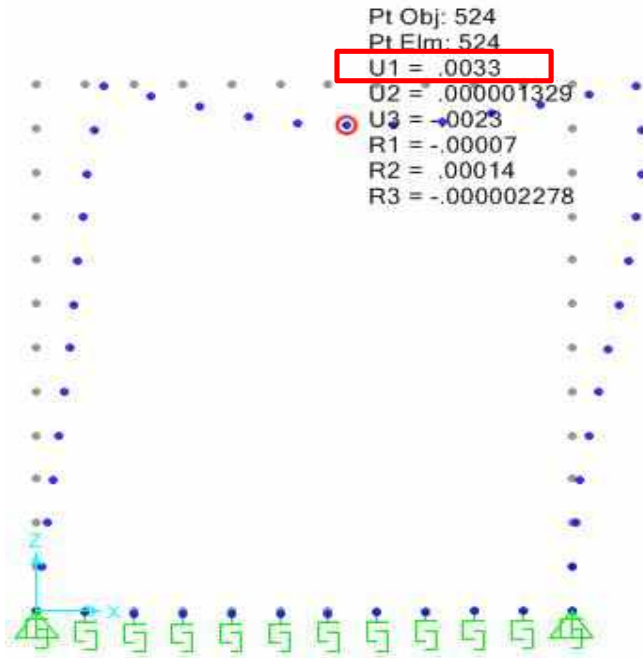 Pt Obj: 524
Pt Elm: 524
U1 = .0033
U2 = .000001329
U3 = -.0023
R1 = -.00007
R2 = .00014
R3 = -.000002278
Z
X